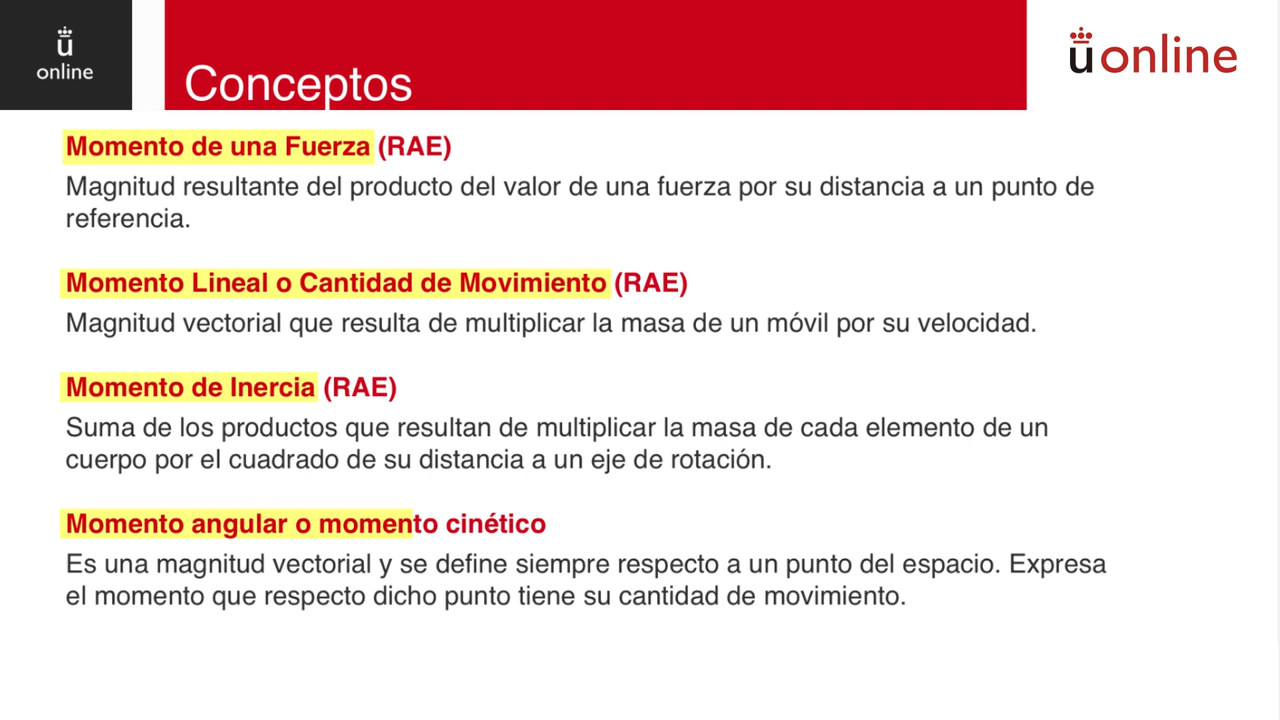 u
online
Conceptos
u online
Momento de una Fuerza (RAE)
Magnitud resultante del producto del valor de una fuerza por su distancia a un punto de
referencia.
Momento Lineal o Cantidad de Movimiento (RAE)
Magnitud vectorial que resulta de multiplicar la masa de un móvil por su velocidad.
Momento de Inercia (RAE)
Suma de los productos que resultan de multiplicar la masa de cada elemento de un
cuerpo por el cuadrado de su distancia a un eje de rotación.
Momento angular o momento cinético
Es una magnitud vectorial y se define siempre respecto a un punto del espacio. Expresa
el momento que respecto dicho punto tiene su cantidad de movimiento.